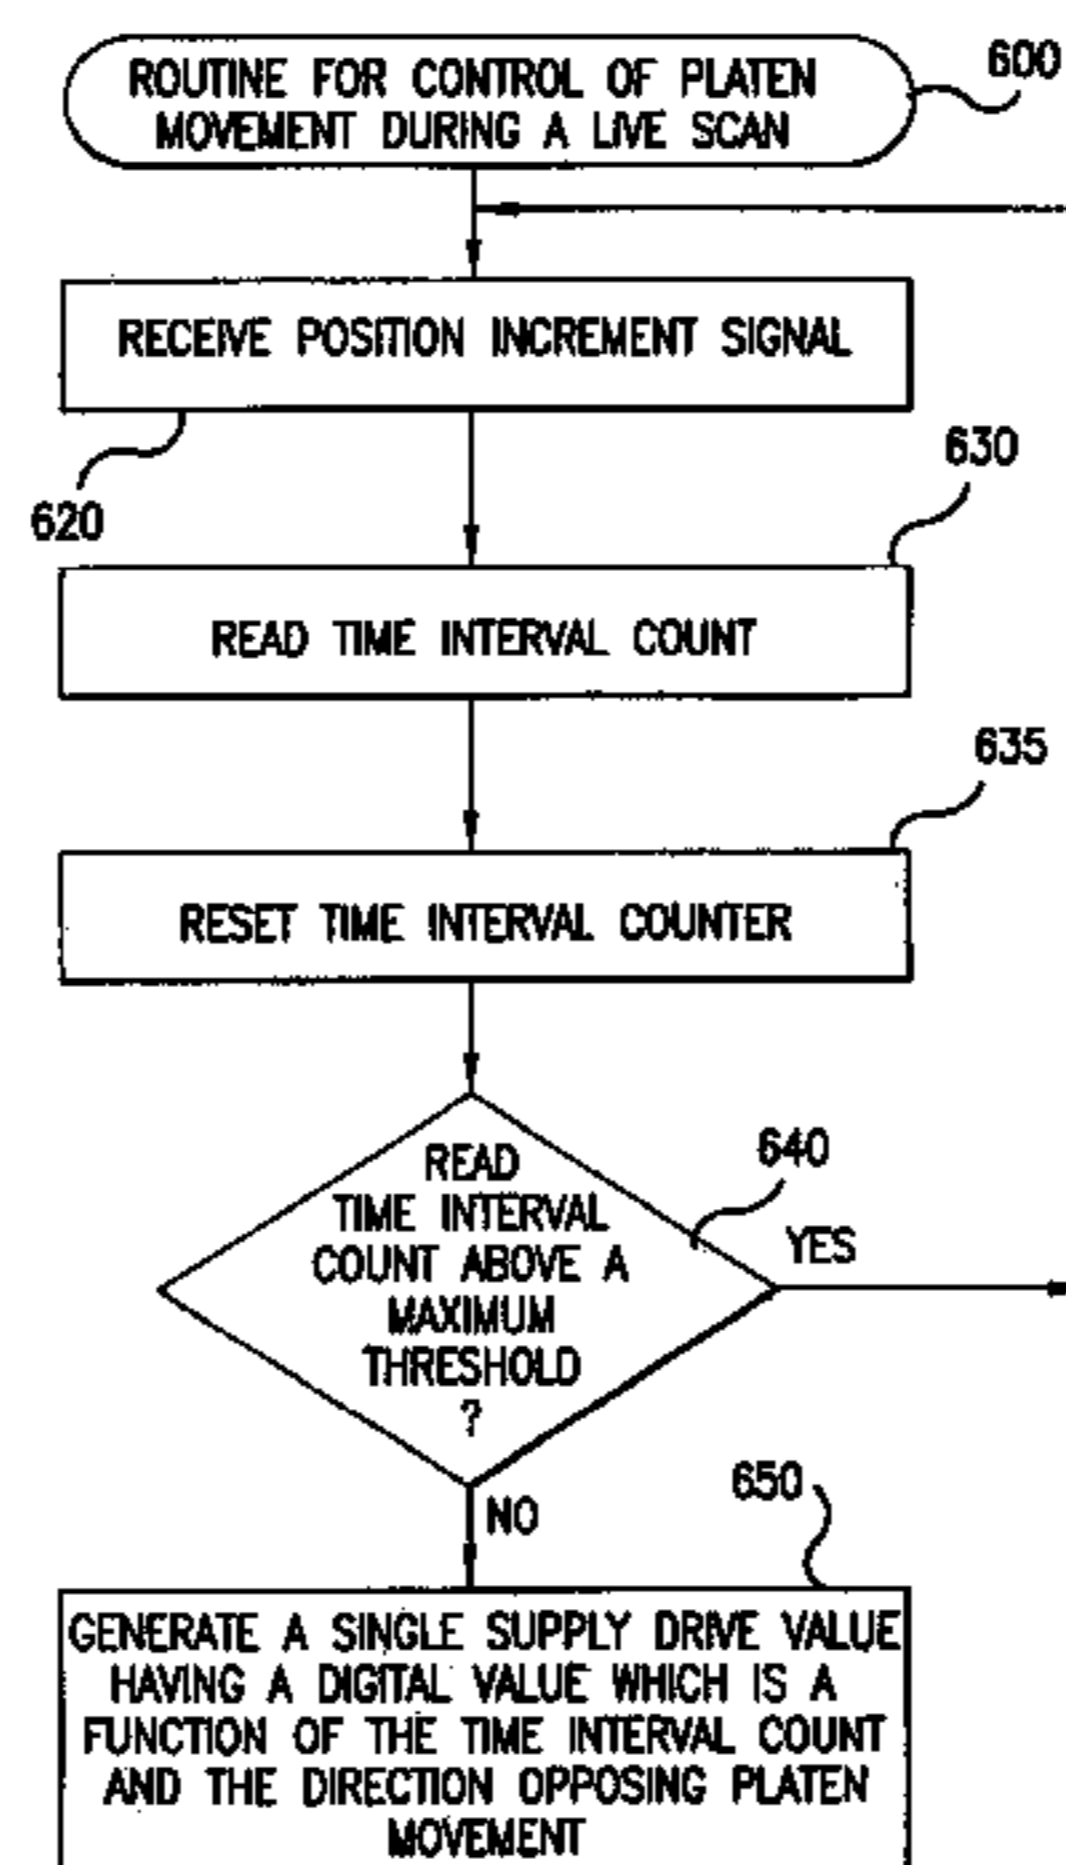 ROUTINE FOR CONTROL OF PLATEN
MOVEMENT DURING A LIVE SCAN
600
RECEIVE POSITION INCREMENT SIGNAL
620
630
READ TIME INTERVAL COUNT
635
RESET TIME INTERVAL COUNTER
640
READ
TIME INTERVAL
COUNT ABOVE A
MAXIMUM
THRESHOLD
?
YES
NO
650
GENERATE A SINGLE SUPPLY DRIVE VALUE
HAVING A DIGITAL VALUE WHICH IS A
FUNCTION OF THE TIME INTERVAL COUNT
AND THE DIRECTION OPPOSING PLATEN
MOVEMENT